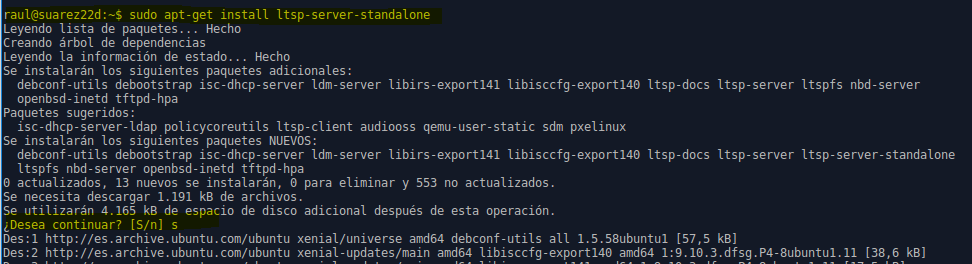 raul@suarez22d:~$ sudo apt-get install ltsp-server-standalone
Leyendo lista de paquetes... Hecho
Creando árbol de dependencias
Leyendo la información de estado... Hecho
Se instalarán los siguientes paquetes adicionales:
debconf-utils debootstrap isc-dhcp-server ldm-server libirs-export141 libisccfg-export140 ltsp-docs ltsp-server ltspfs nbd-server
openbsd-inetd tftpd-hpa
Paquetes sugeridos:
isc-dhcp-server-ldap policycoreutils ltsp-client audiooss qemu-user-static sdm pxelinux
Se instalarán los siguientes paquetes NUEVOS:
debconf-utils debootstrap isc-dhcp-server ldm-server libirs-export141 libisccfg-export140 ltsp-docs ltsp-server ltsp-server-standalone
ltspfs nbd-server openbsd-inetd tftpd-hpa
0 actualizados, 13 nuevos se instalarán, 0 para eliminar y 553 no actualizados.
Se necesita descargar 1.191 kB de archivos.
Se utilizarán 4.165 kB de espacio de disco adicional después de esta operación.
¿Desea continuar? [S/n] s
Des:1 http://es.archive.ubuntu.com/ubuntu xenial/universe amd64 debconf-utils all 1.5.58ubuntu1 [57,5 kB]
Des:2 http://es.archive.ubuntu.com/ubuntu xenial-updates/main amd64 libisccfg-export140 amd64 1:9.10.3.dfsg.P4-8ubuntu1.11 [38,6 kB]